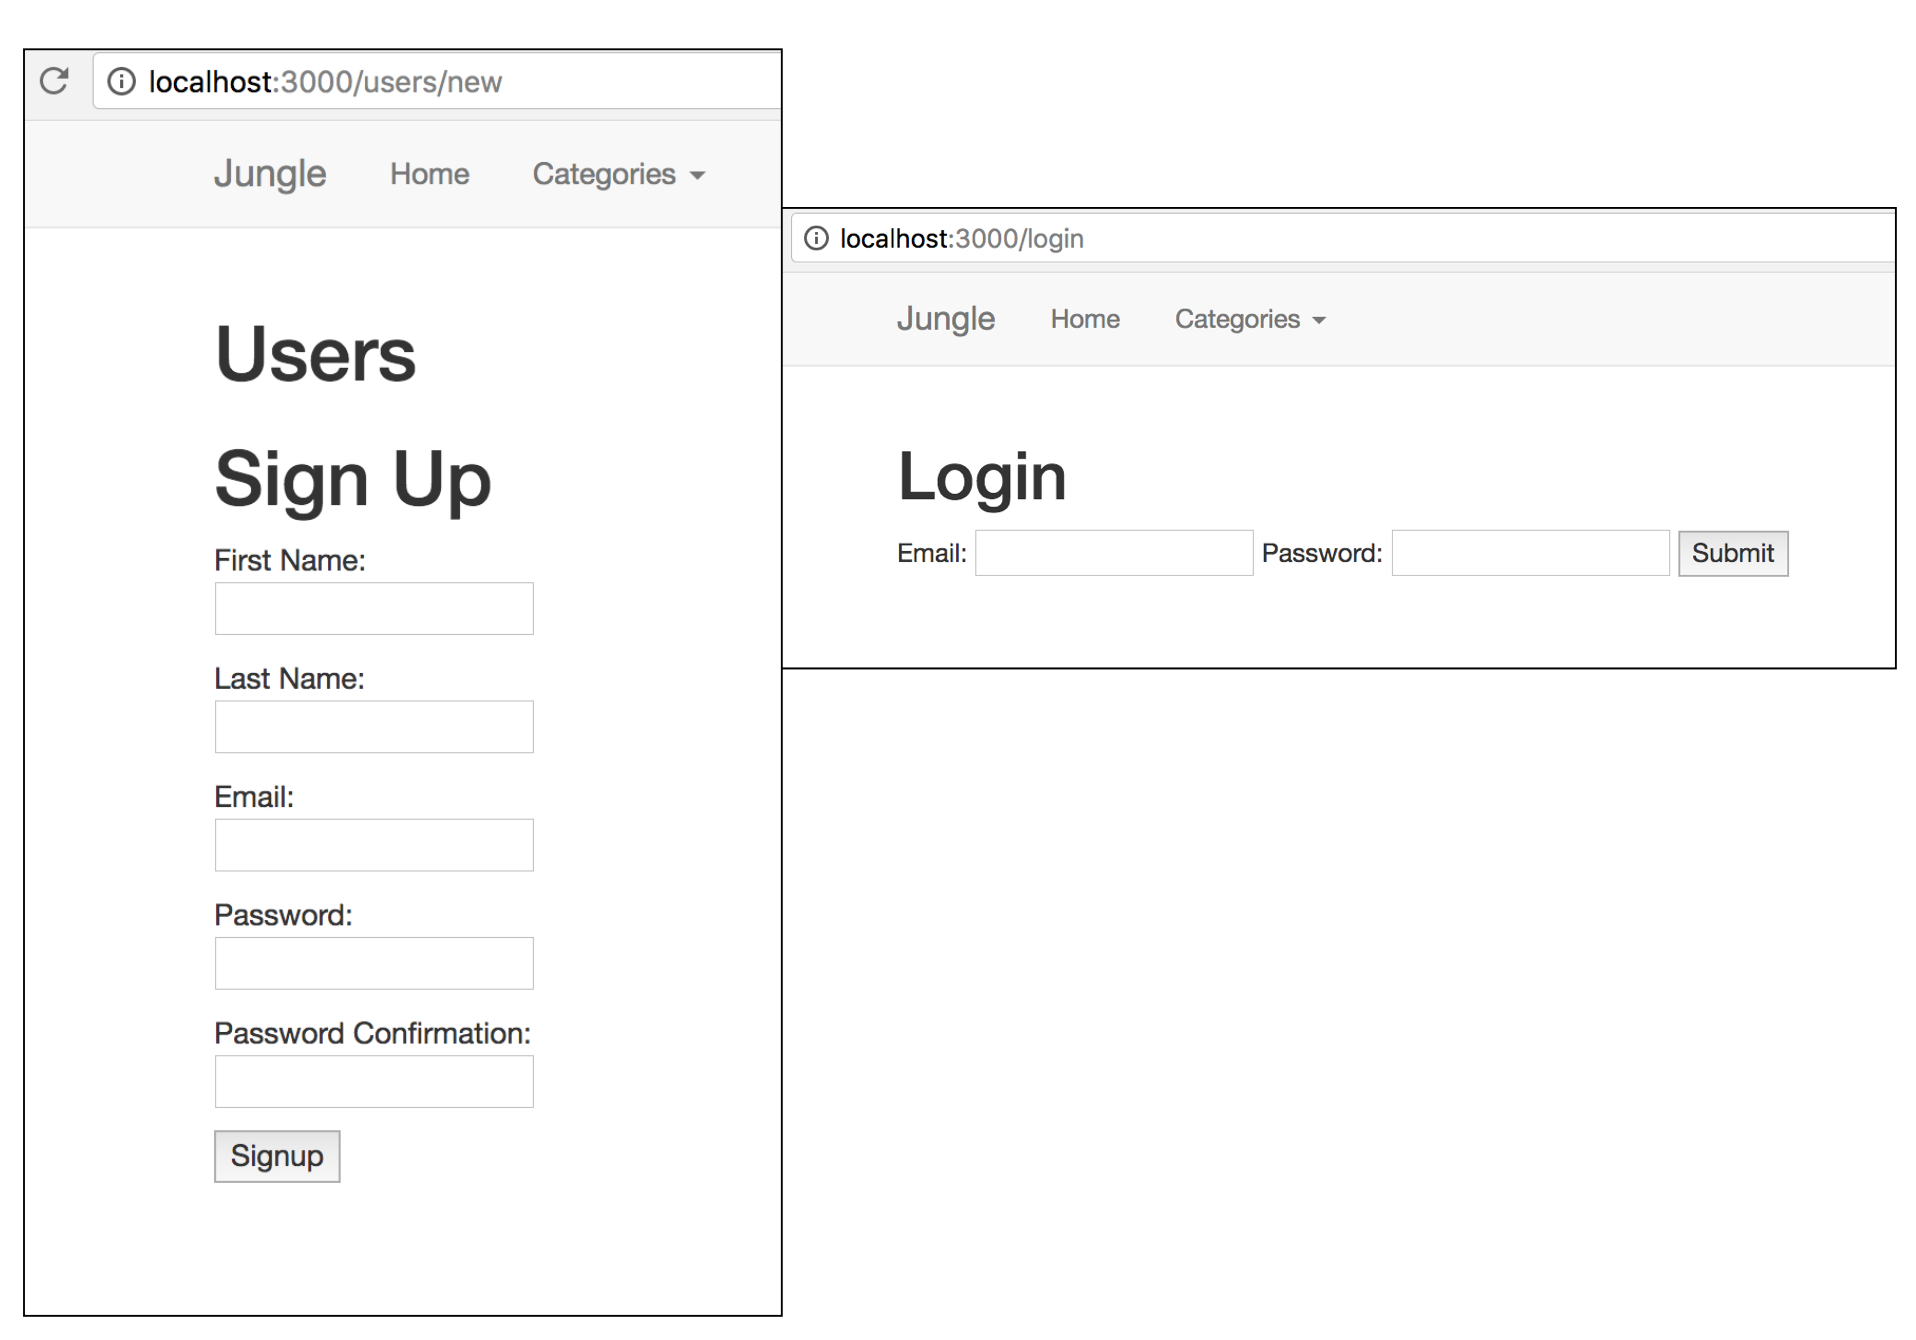 localhost:3000/users/new
Jungle Home Categories
Users
Sign Up
First Name:
Last Name:
Email:
Password:
Password Confirmation:
Signup
localhost:3000/login
Jungle Home Categories
Login
Email: Password: Submit